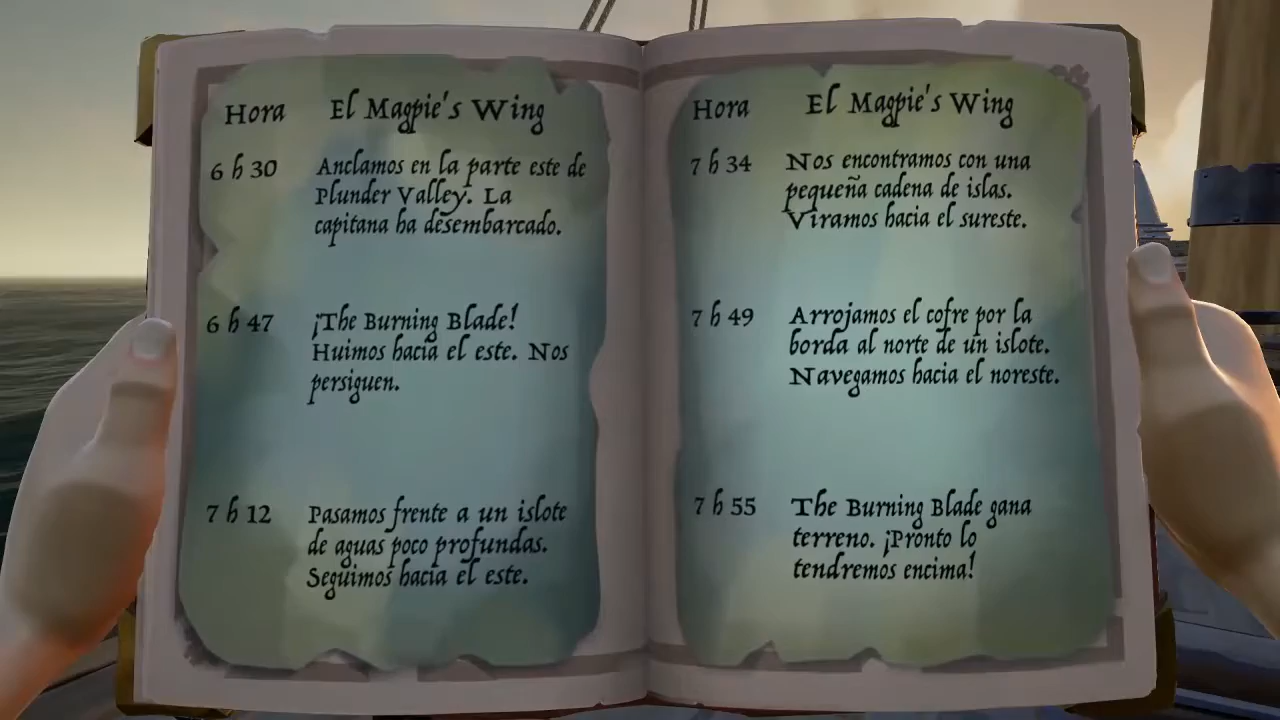 Hora El Magpie's Wing
6 h 30 Anclamos en la parte este de
Plunder Valley. La
capitana ha desembarcado.
6 h 47 ¡The Burning Blade!
Huimos hacia el este. Nos
persiguen.
7 h 12 Pasamos frente a un islote
de aguas poco profundas.
Seguimos hacia el este.
Hora El Magpie's Wing
7 h 34 Nos encontramos con una
pequeña cadena de islas.
Viramos hacia el sureste.
7 h 49 Arrojamos el cofre por la
borda al norte de un islote.
Navegamos hacia el noreste.
7 h 55 The Burning Blade gana
terreno. ¡Pronto lo
tendremos encima!